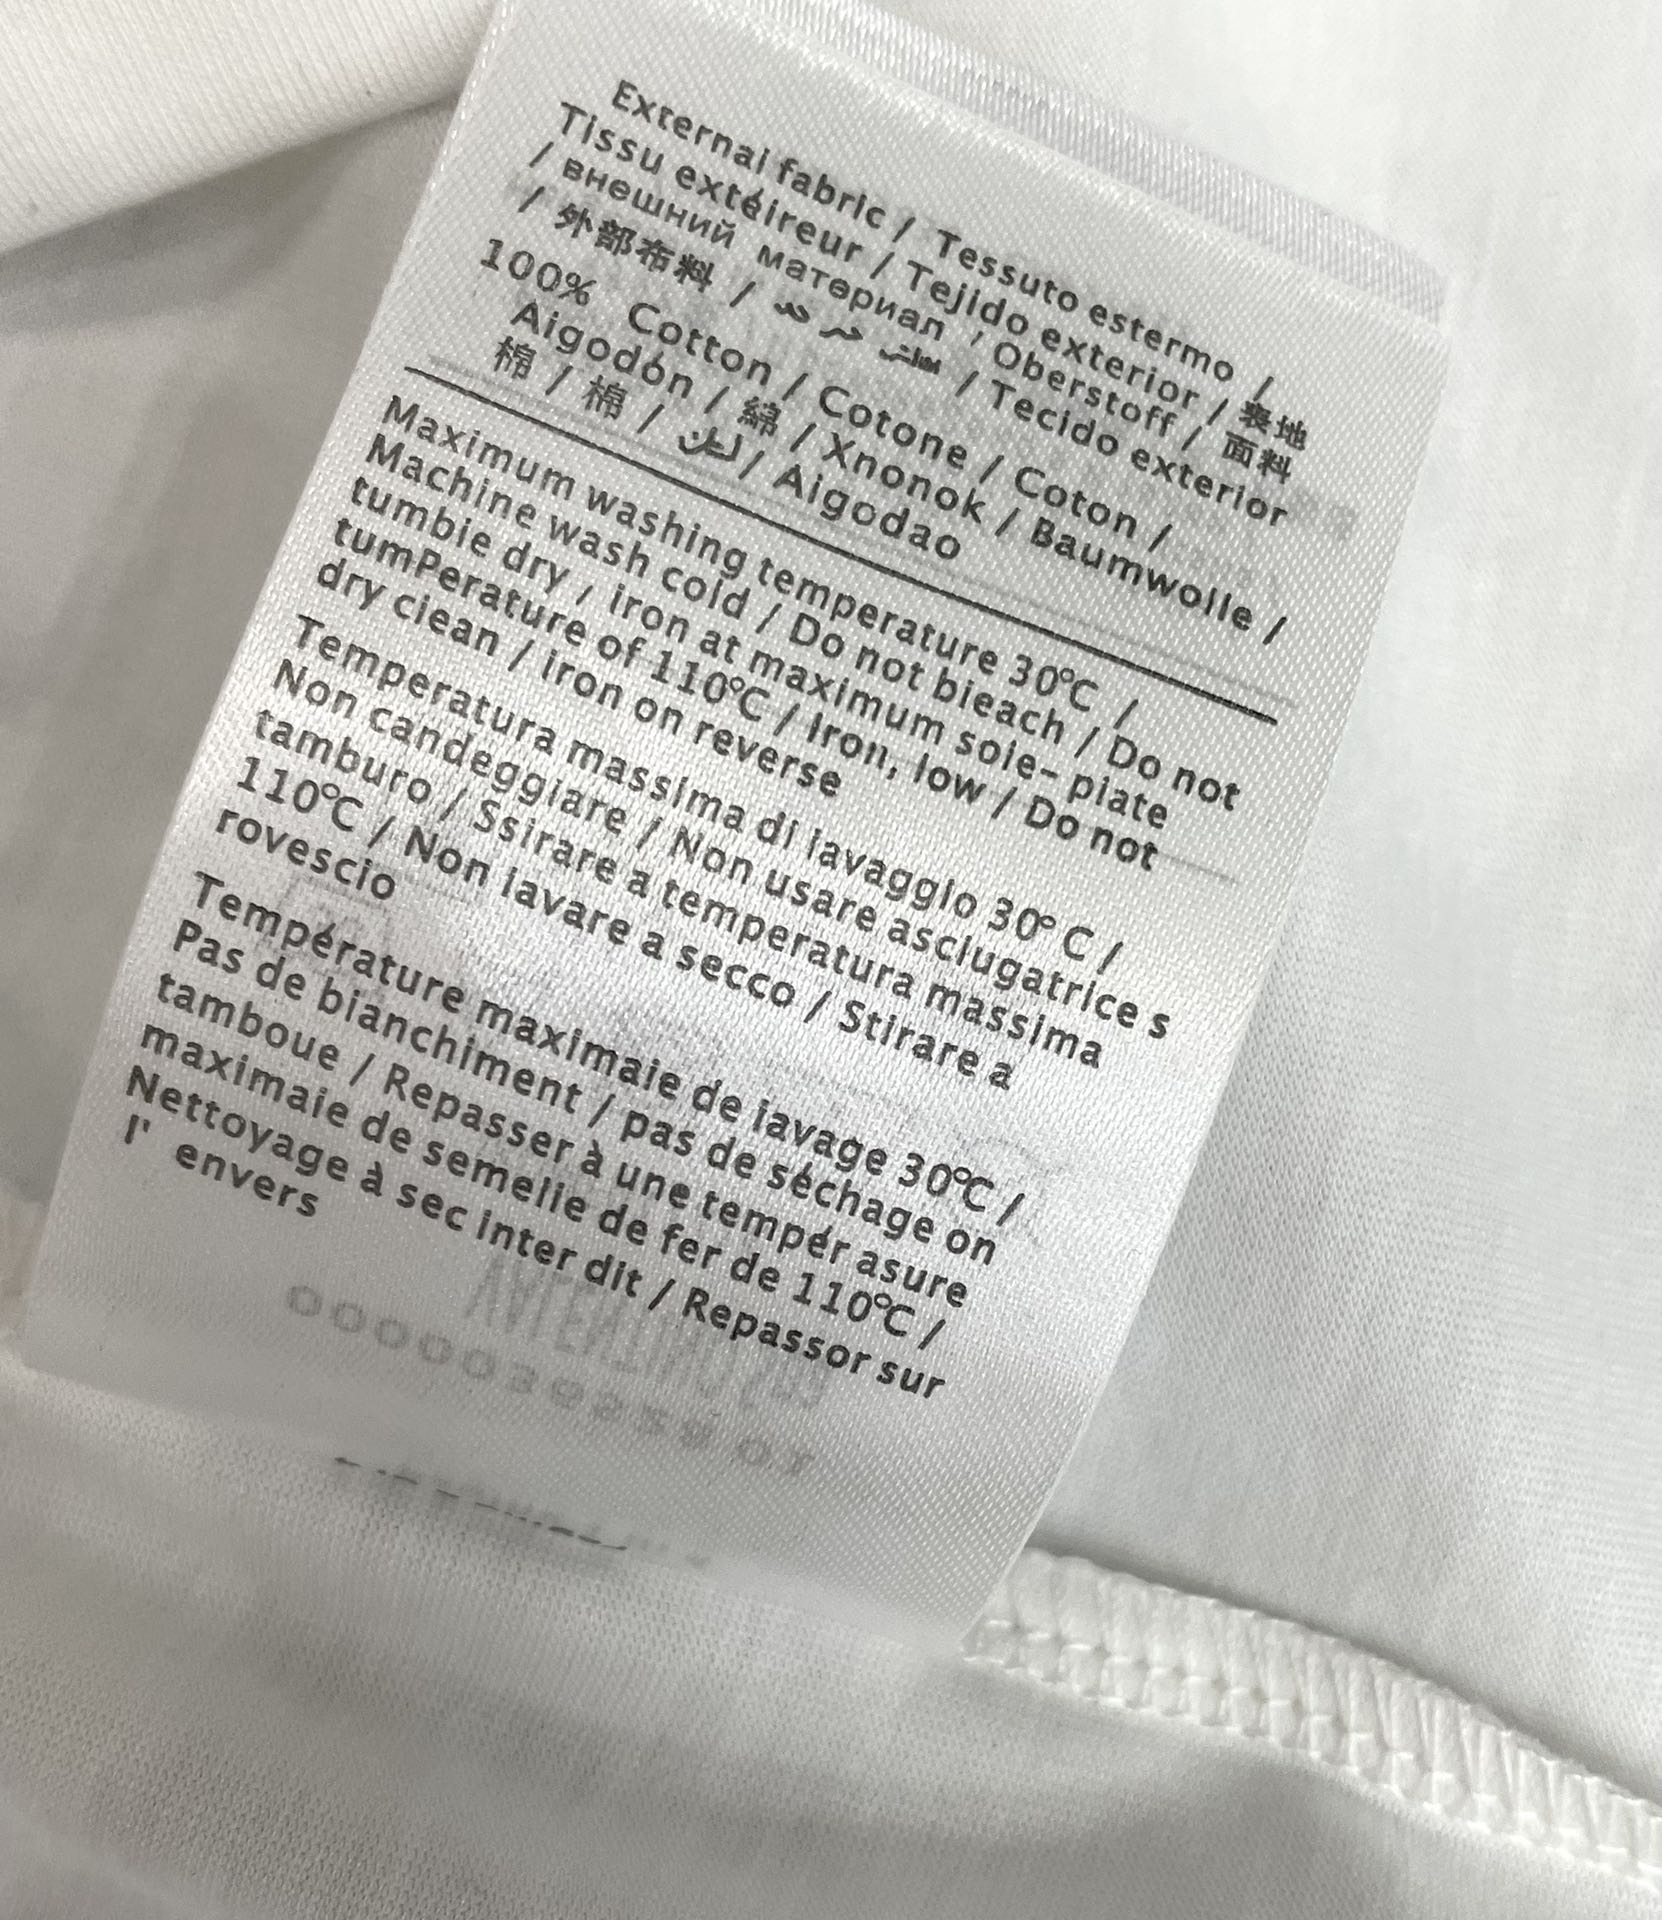 External fabric / Tessuto estermo /
Tissu extéireur / Tejido exterior / 表地
/ внешний материал / Oberstoff / 面料
/ 外部布料 / / Tecido exterior
100% Cotton / Cotone / Coton /
Aigodón / 綿 / Xnonok / Baumwolle /
棉 / 棉 / / Aigodao
Maximum washing temperature 30℃ /
Machine wash cold / Do not bieach / Do not
tumbie dry / iron at maximum soie- piate
tumPerature of 110℃ / Iron, low / Do not
dry ciean / iron on reverse
Temperatura massima di iavaggio 30° C /
Non candeggiare / Non usare asciugatrice s
tamburo / Ssirare a temperatura massima
110℃ / Non iavare a secco / Stirare a
rovescio
Température maximaie de iavage 30℃ /
Pas de bianchiment / pas de séchage on
tamboue / Repasser à une tempér asure
maximaie de semelie de fer de 110℃ /
Nettoyage à sec inter dit / Repassor sur
l' envers